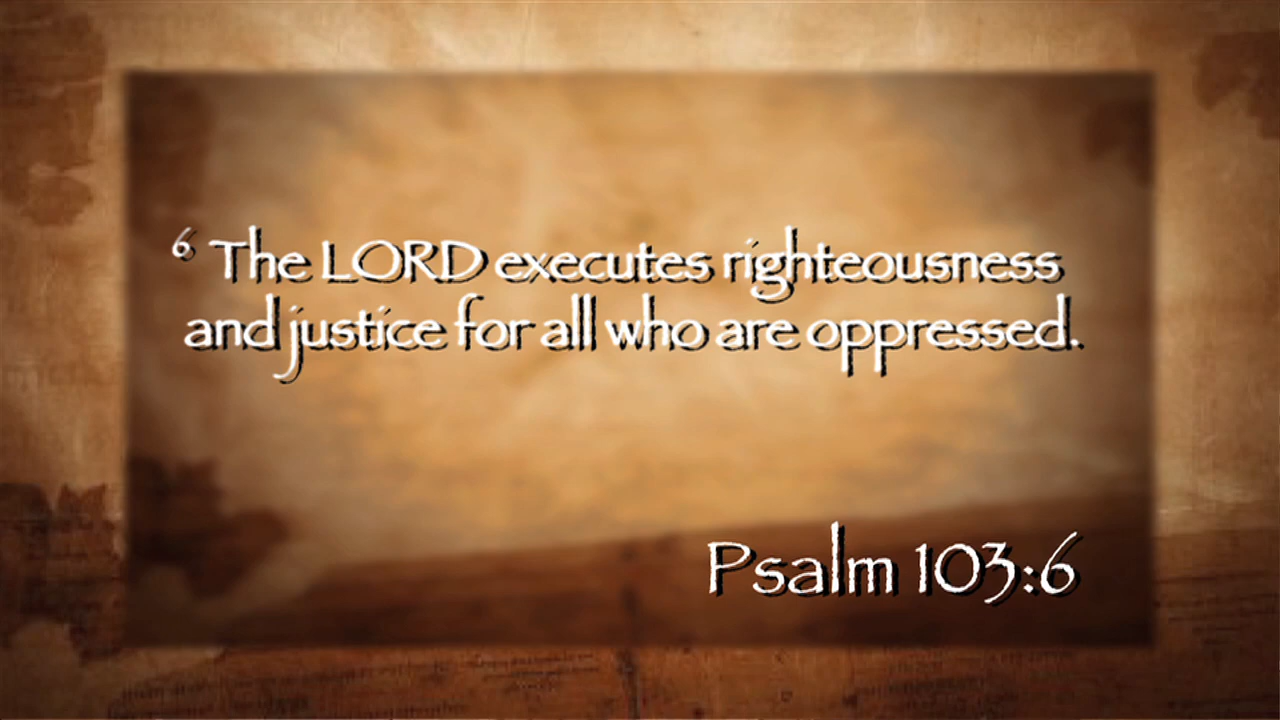 6 The LORD executes righteousness
and justice for all who are oppressed.
Psalm 103:6